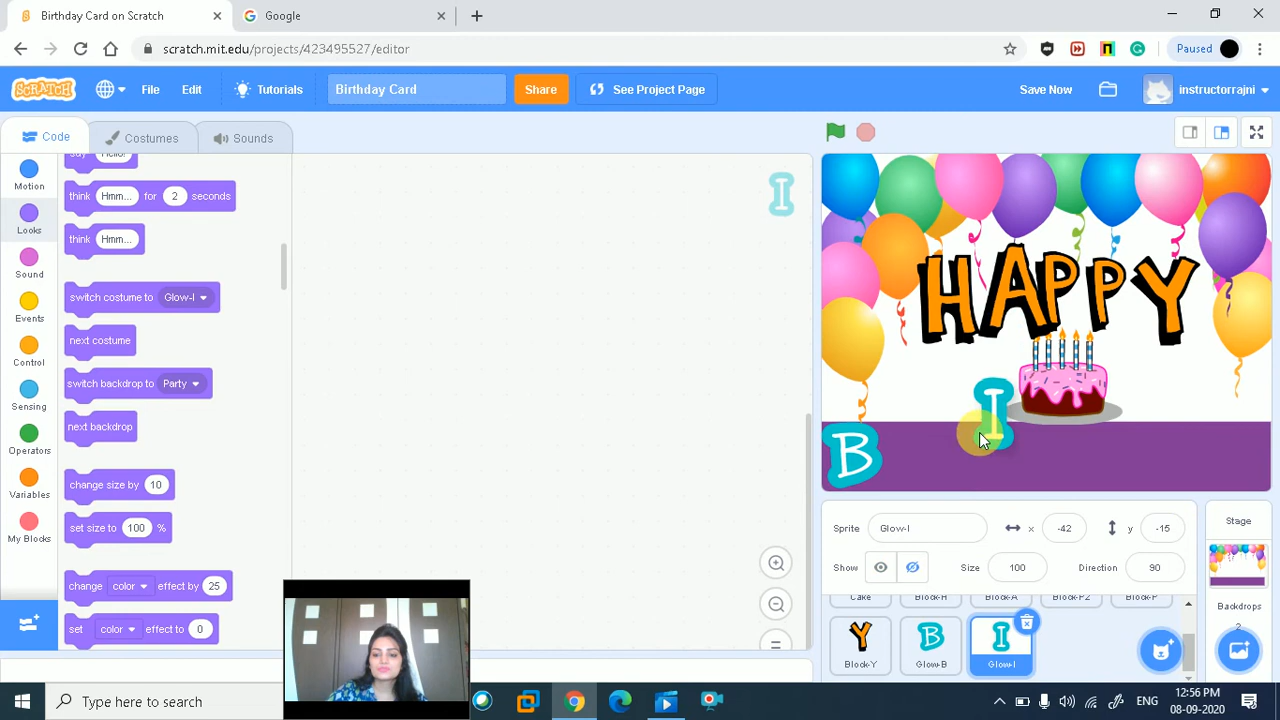 Birthday Card on Scratch
Google
scratch.mit.edu/projects/423495527/editor
Paused
SCRATCH
File
Edit
Tutorials
Birthday Card
Share
See Project Page
Save Now
instructorrajni
Code
Costumes
Sounds
Motion
Looks
Sound
Events
Control
Sensing
Operators
Variables
My Blocks
think Hmm... for 2 seconds
think Hmm...
switch costume to Glow-I
next costume
switch backdrop to Party
next backdrop
change size by 10
set size to 100 %
change color effect by 25
set color effect to 0
I
HAPPY
I
B
Sprite Glow-I x -42 y -15
Show Size 100 Direction 90
Stage
Backdrops
2
Cake Block-H Block-A Block-P2 Block-P
Y B I
Block-Y Glow-B Glow-I
Type here to search
ENG
12:56 PM
08-09-2020